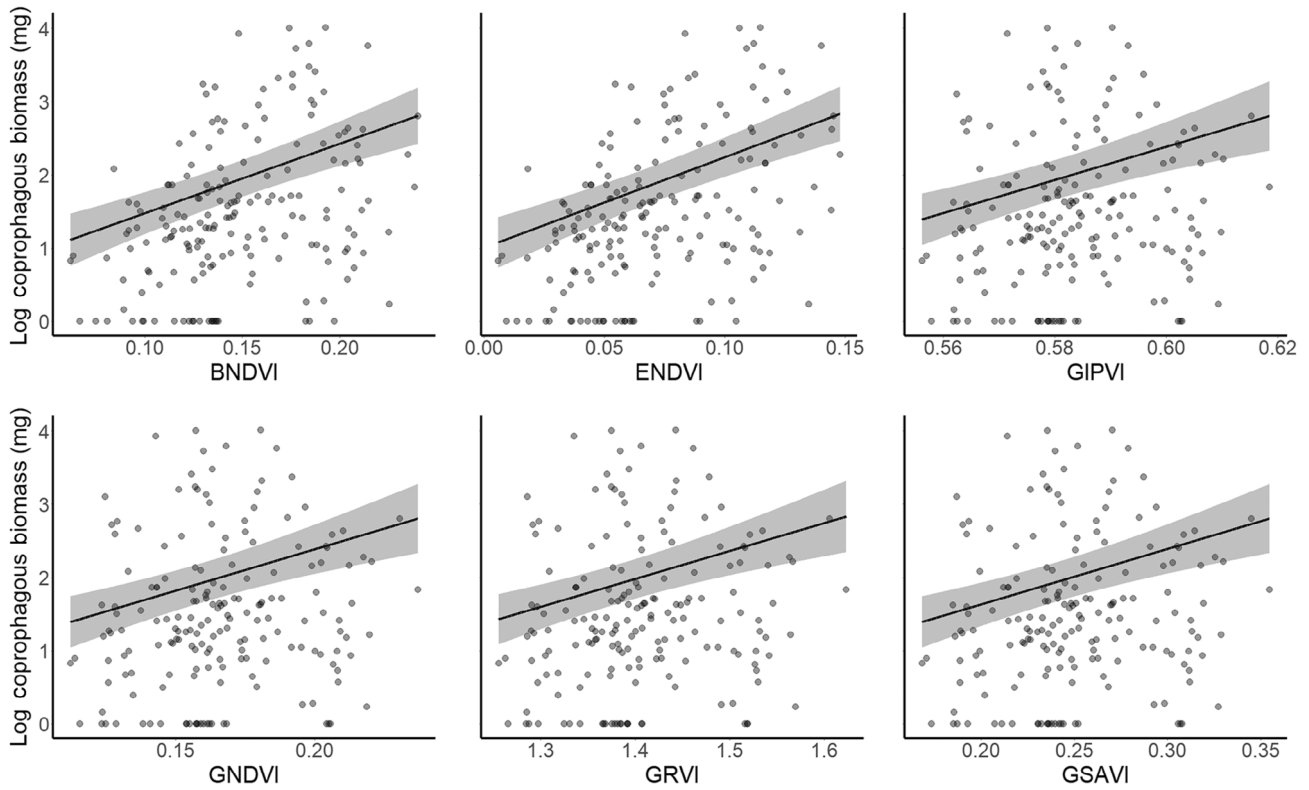 Log coprophagous biomass (mg)
4
3
2
1
0
0.10 0.15 0.20
BNDVI
0.00 0.05 0.10 0.15
ENDVI
0.56 0.58 0.60 0.62
GIPVI
Log coprophagous biomass (mg)
4
3
2
1
0
0.15 0.20
GNDVI
1.3 1.4 1.5 1.6
GRVI
0.20 0.25 0.30 0.35
GSAVI